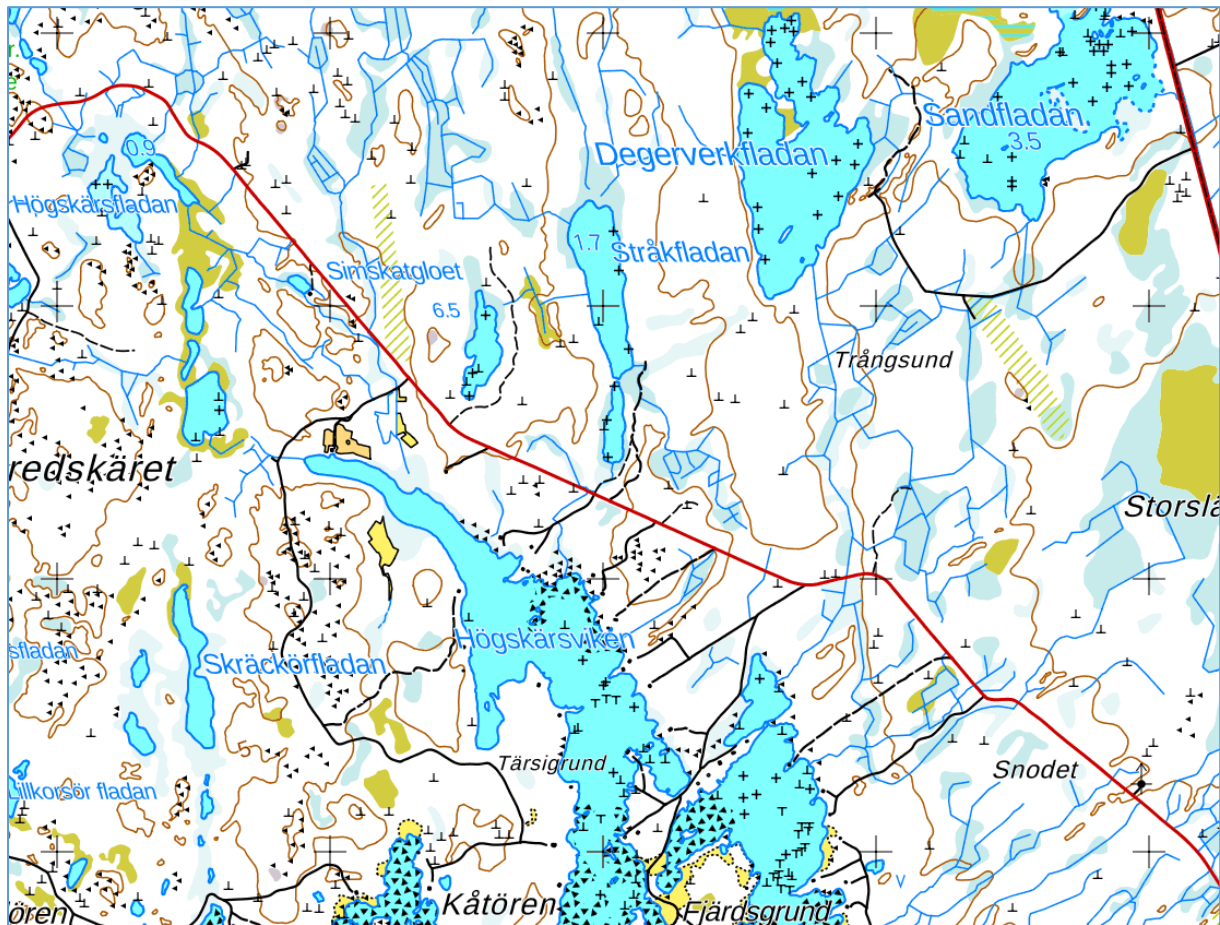 Sandfladan
3.5
0.9
Degerverkfladan
Högskärsfladan
1.7
Stråkfladan
Simskatgloet
6.5
Trångsund
redskäret
Storslä
Högskärsviken
sfladan
Skräckörfladan
Tärsigrund
Snodet
Lillkorsör fladan
Kåtören
Fjärdsgrund
ören